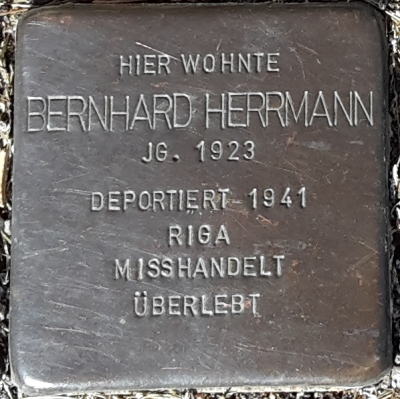 HIER WOHNTE
BERNHARD HERRMANN
JG. 1923
DEPORTIERT 1941
RIGA
MISSHANDELT
ÜBERLEBT